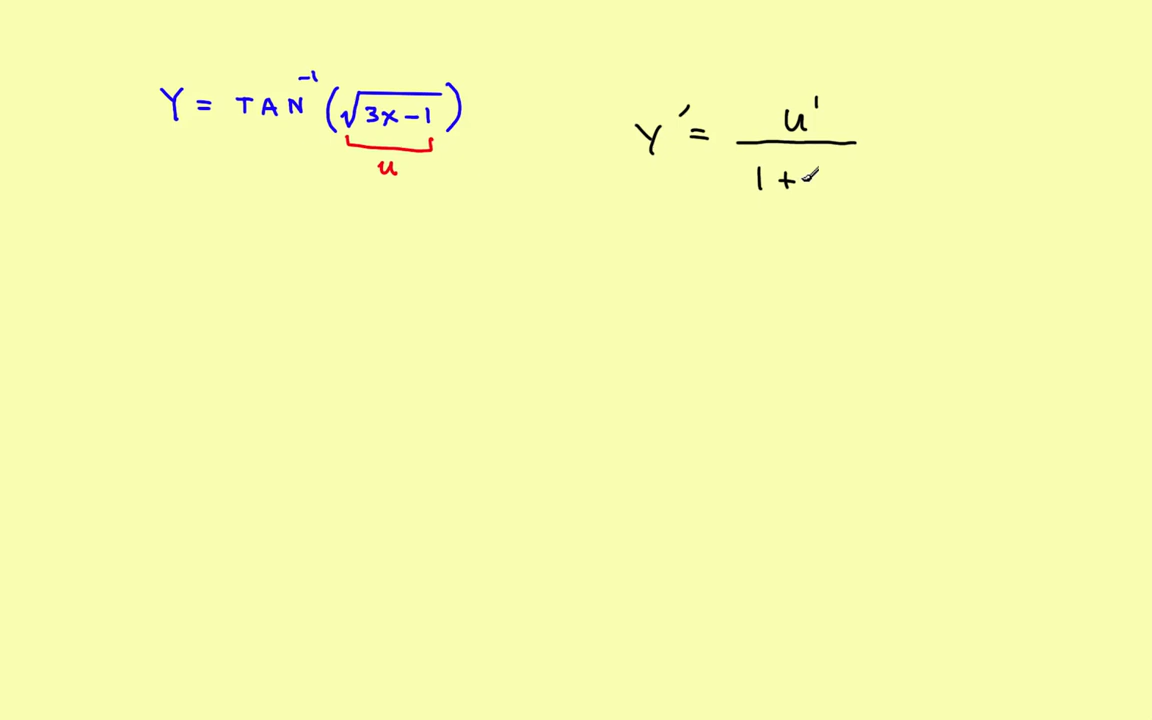 Y = TAN⁻¹(√3x−1)
u
y' = u' / 1 +